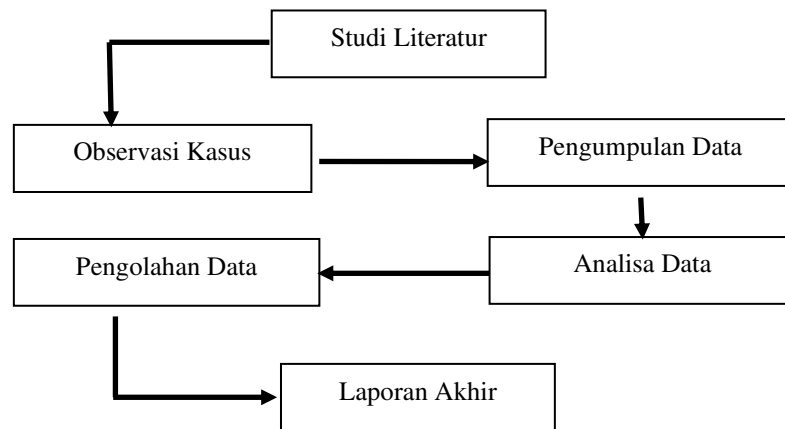 Studi Literatur
Observasi Kasus
Pengumpulan Data
Analisa Data
Pengolahan Data
Laporan Akhir